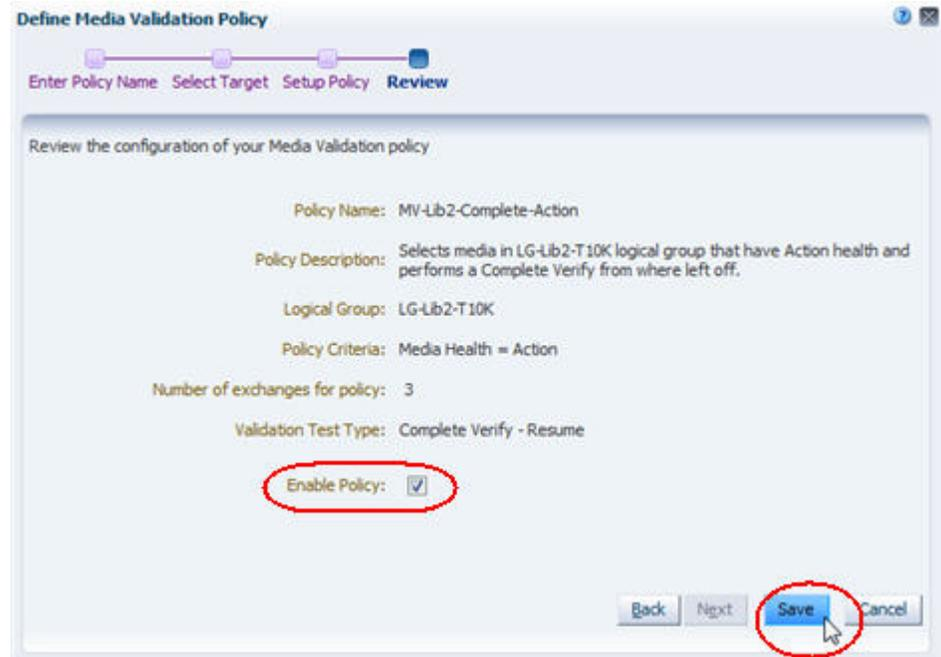 Define Media Validation Policy
Enter Policy Name Select Target Setup Policy Review
Review the configuration of your Media Validation policy
Policy Name: MV-Lib2-Complete-Action
Policy Description: Selects media in LG-Lib2-T10K logical group that have Action health and
performs a Complete Verify from where left off.
Logical Group: LG-Lib2-T10K
Policy Criteria: Media Health = Action
Number of exchanges for policy: 3
Validation Test Type: Complete Verify - Resume
Enable Policy:
Back Next Save Cancel